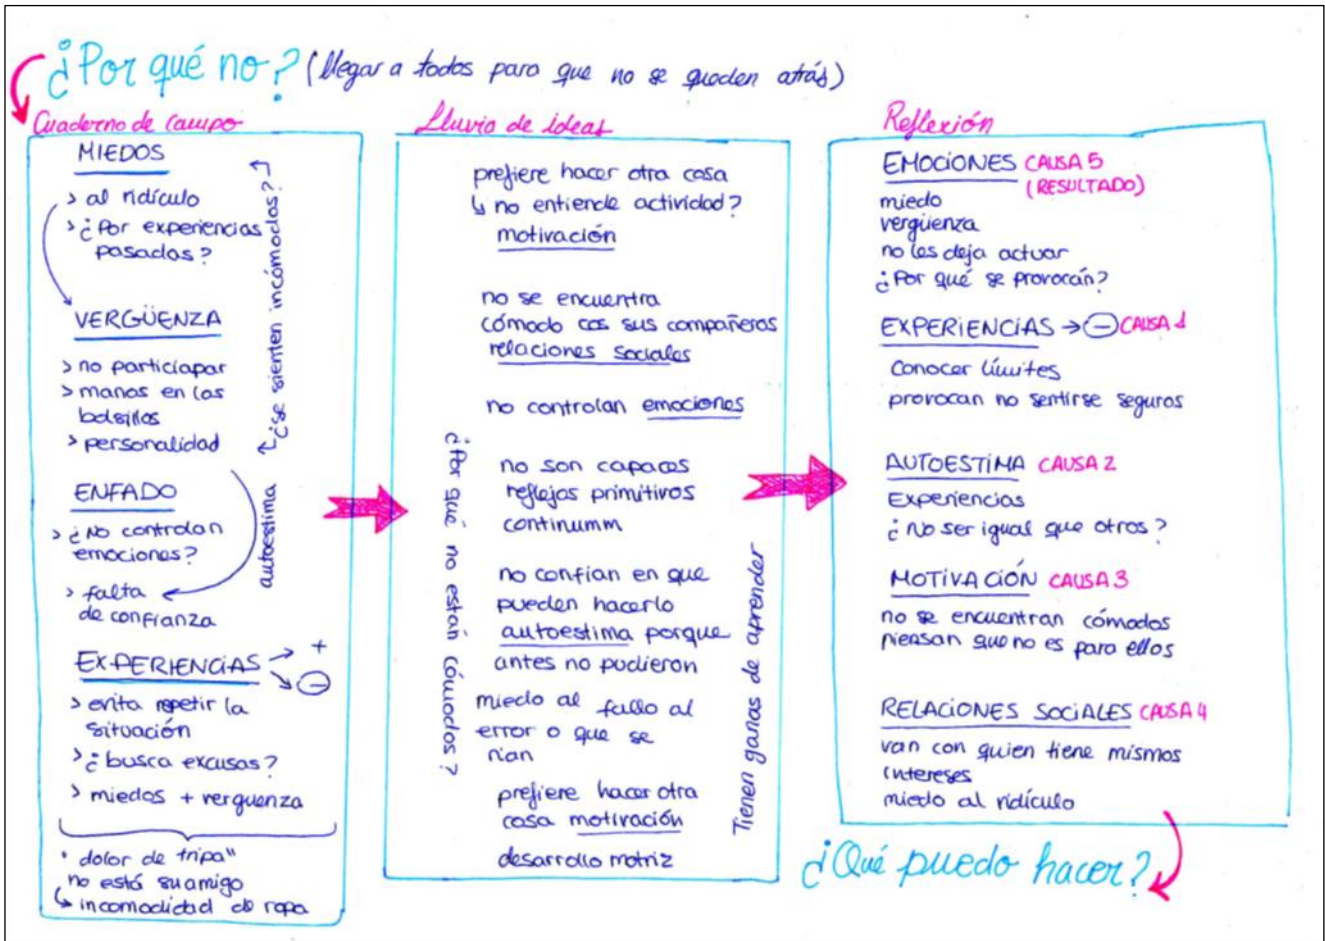 ¿Por qué no? (llegar a todos para que no se queden atrás)
Cuaderno de campo
MIEDOS
> al ridículo
> ¿Por experiencias
pasadas?
VERGÜENZA
> no particiapar
> manos en los
bolsillos
> personalidad
ENFADO
> ¿No controlan
emociones?
> falta
de confianza
EXPERIENCIAS → +
→ ⊖
> evita repetir la
situación
> ¿busca excusas?
> miedos + verguenza
"dolor de tripa"
no está su amigo
↳ incomodidad de ropa
autoestima
¿se sienten incómodos?
Lluvia de ideas
prefiere hacer otra cosa
↳ no entiende actividad?
motivación
no se encuentra
cómodo con sus compañeros
relaciones sociales
no controlan emociones
no son capaces
reflejos primitivos
continumm
no confían en que
pueden hacerlo
autoestima porque
antes no pudieron
miedo al fallo al
error o que se
rían
prefiere hacer otra
cosa motivación
desarrollo motriz
¿Por qué no están cómodos?
Tienen ganas de aprender
Reflexión
EMOCIONES CAUSA 5
(RESULTADO)
miedo
vergüenza
no les deja actuar
¿Por qué se provocan?
EXPERIENCIAS → ⊖ CAUSA 1
Conocer límites
provocan no sentirse seguros
AUTOESTIMA CAUSA 2
Experiencias
¿No ser igual que otros?
MOTIVACIÓN CAUSA 3
no se encuentran cómodos
piensan que no es para ellos
RELACIONES SOCIALES CAUSA 4
van con quien tiene mismos
intereses
miedo al ridículo
¿Qué puedo hacer?